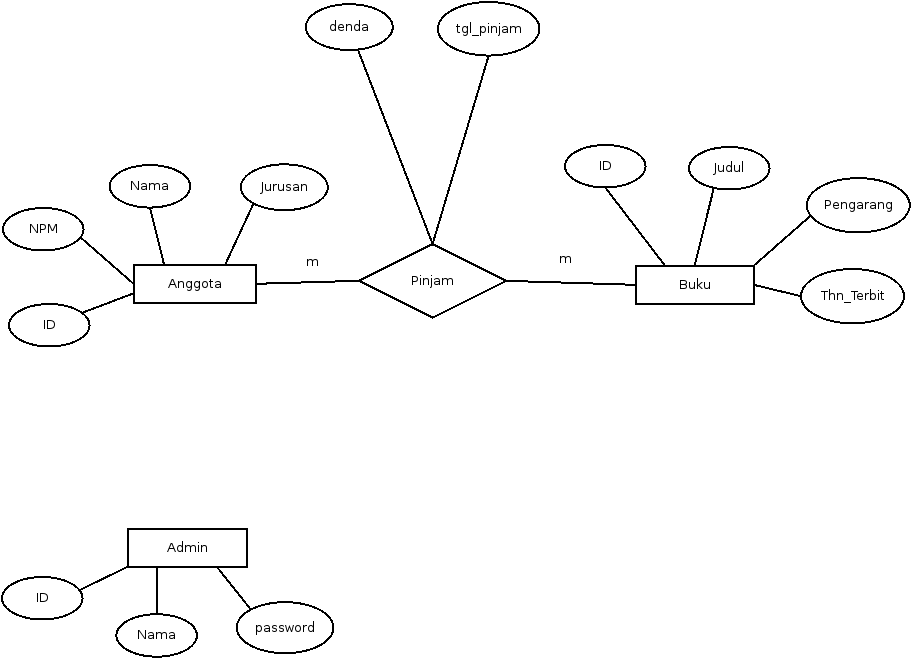 denda
tgl_pinjam
ID
Judul
Nama
Jurusan
Pengarang
NPM
m
m
Anggota
Pinjam
Buku
Thn_Terbit
ID
Admin
ID
Nama
password